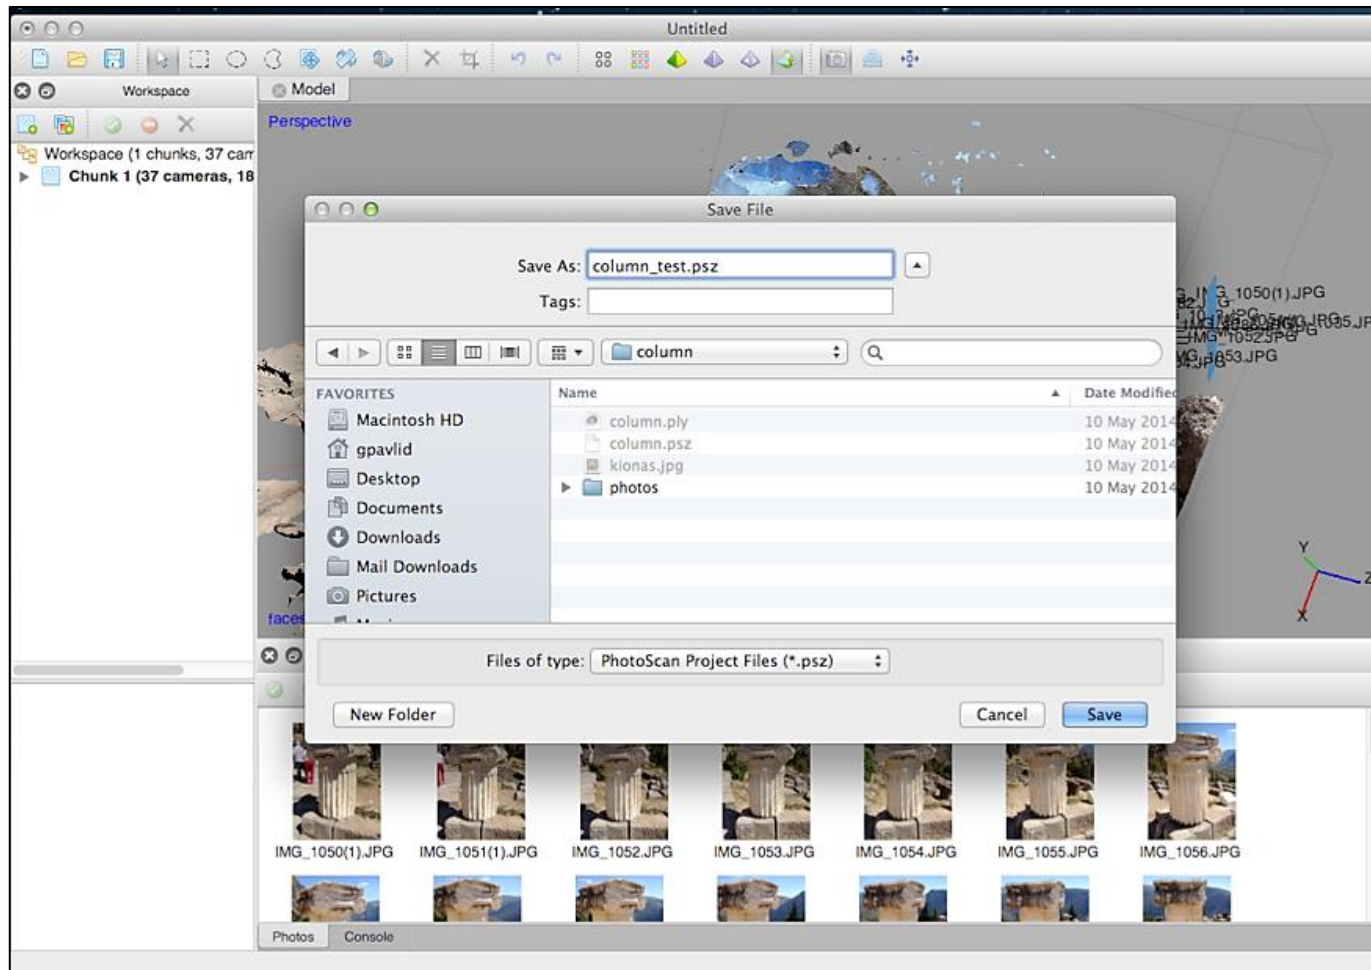 Untitled
Workspace
Model
Perspective
Workspace (1 chunks, 37 cam
Chunk 1 (37 cameras, 18
Save File
Save As: column_test.psz
Tags:
column
FAVORITES
Macintosh HD
gpavlid
Desktop
Documents
Downloads
Mail Downloads
Pictures
Name Date Modified
column.ply 10 May 2014
column.psz 10 May 2014
kionas.jpg 10 May 2014
photos 10 May 2014
IMG_1050(1).JPG
1053.JPG
Y
Z
X
faces
Files of type: PhotoScan Project Files (*.psz)
New Folder Cancel Save
IMG_1050(1).JPG IMG_1051(1).JPG IMG_1052.JPG IMG_1053.JPG IMG_1054.JPG IMG_1055.JPG IMG_1056.JPG
Photos Console